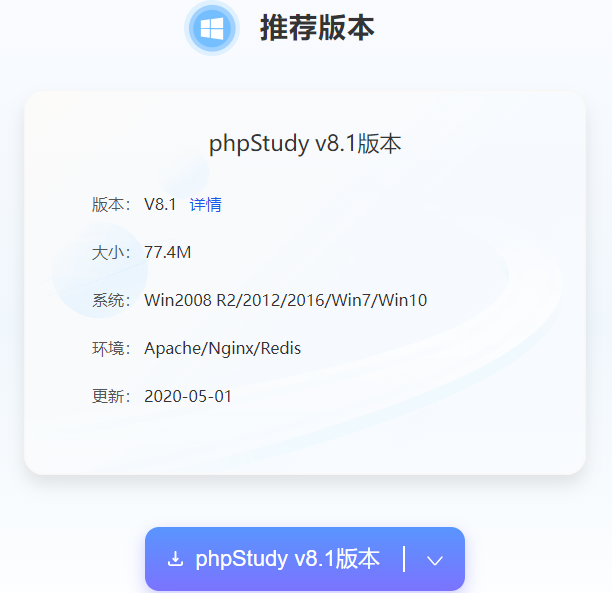 推荐版本
phpStudy v8.1版本
版本： V8.1 详情
大小： 77.4M
系统： Win2008 R2/2012/2016/Win7/Win10
环境： Apache/Nginx/Redis
更新： 2020-05-01
phpStudy v8.1版本